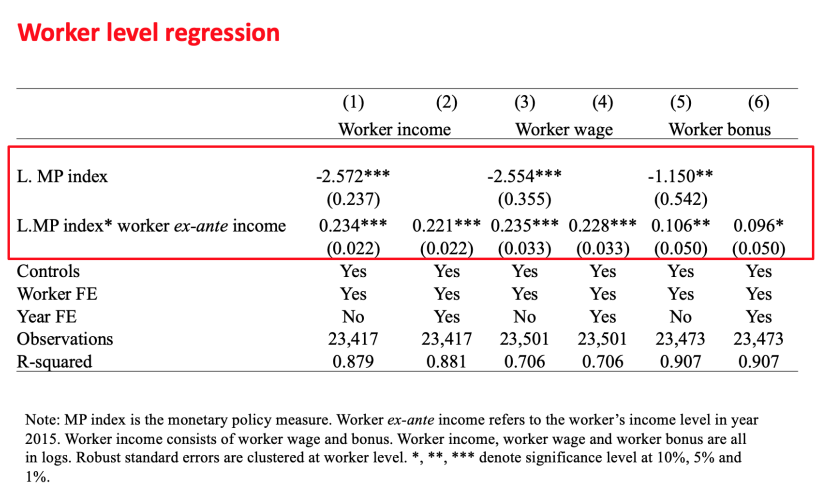 Worker level regression
(1) (2) (3) (4) (5) (6)
Worker income Worker wage Worker bonus
L. MP index -2.572*** -2.554*** -1.150**
(0.237) (0.355) (0.542)
L.MP index* worker ex-ante income 0.234*** 0.221*** 0.235*** 0.228*** 0.106** 0.096*
(0.022) (0.022) (0.033) (0.033) (0.050) (0.050)
Controls Yes Yes Yes Yes Yes Yes
Worker FE Yes Yes Yes Yes Yes Yes
Year FE No Yes No Yes No Yes
Observations 23,417 23,417 23,501 23,501 23,473 23,473
R-squared 0.879 0.881 0.706 0.706 0.907 0.907
Note: MP index is the monetary policy measure. Worker ex-ante income refers to the worker’s income level in year
2015. Worker income consists of worker wage and bonus. Worker income, worker wage and worker bonus are all
in logs. Robust standard errors are clustered at worker level. *, **, *** denote significance level at 10%, 5% and
1%.